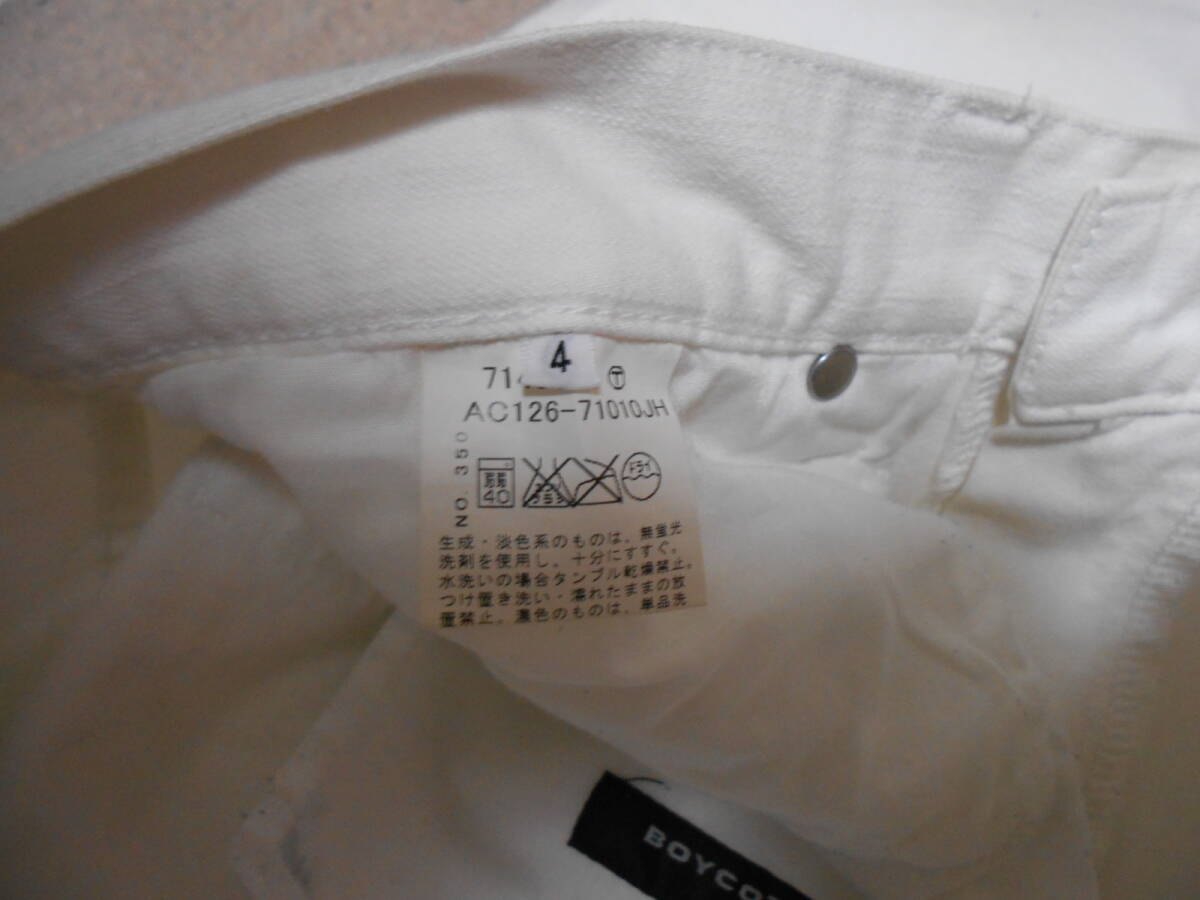 4
714 Ⓣ
AC126-71010JH
NO. 350
40
ドライ
生成・淡色系のものは、無蛍光
洗剤を使用し、十分にすすぐ。
水洗いの場合タンブル乾燥禁止。
つけ置き洗い・濡れたままの放
置禁止。濃色のものは、単品洗
BOYCO